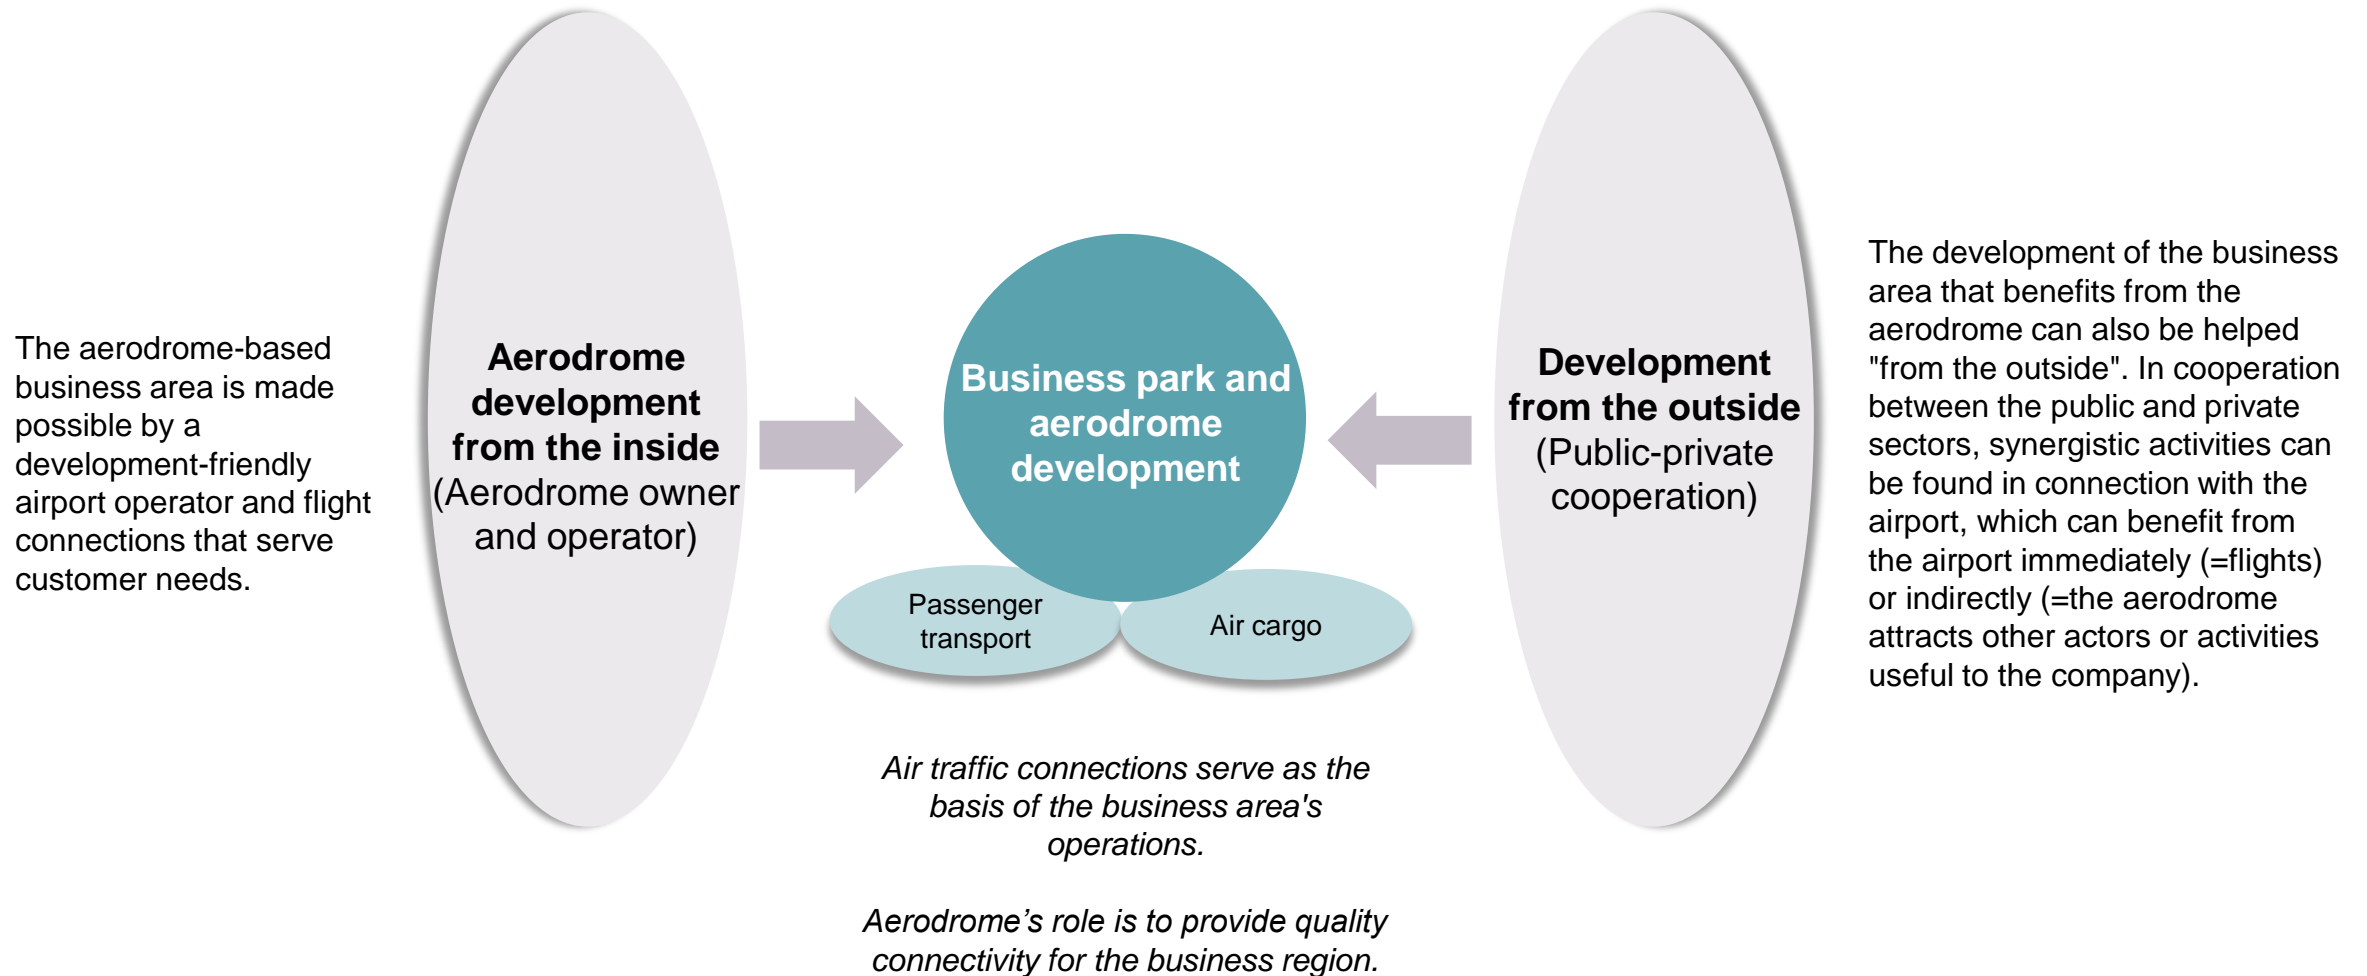 The aerodrome-based
business area is made
possible by a
development-friendly
airport operator and flight
connections that serve
customer needs.
Aerodrome
development
from the inside
(Aerodrome owner
and operator)
Business park and
aerodrome
development
Passenger
transport
Air cargo
Air traffic connections serve as the
basis of the business area's
operations.
Aerodrome’s role is to provide quality
connectivity for the business region.
Development
from the outside
(Public-private
cooperation)
The development of the business
area that benefits from the
aerodrome can also be helped
"from the outside". In cooperation
between the public and private
sectors, synergistic activities can
be found in connection with the
airport, which can benefit from
the airport immediately (=flights)
or indirectly (=the aerodrome
attracts other actors or activities
useful to the company).